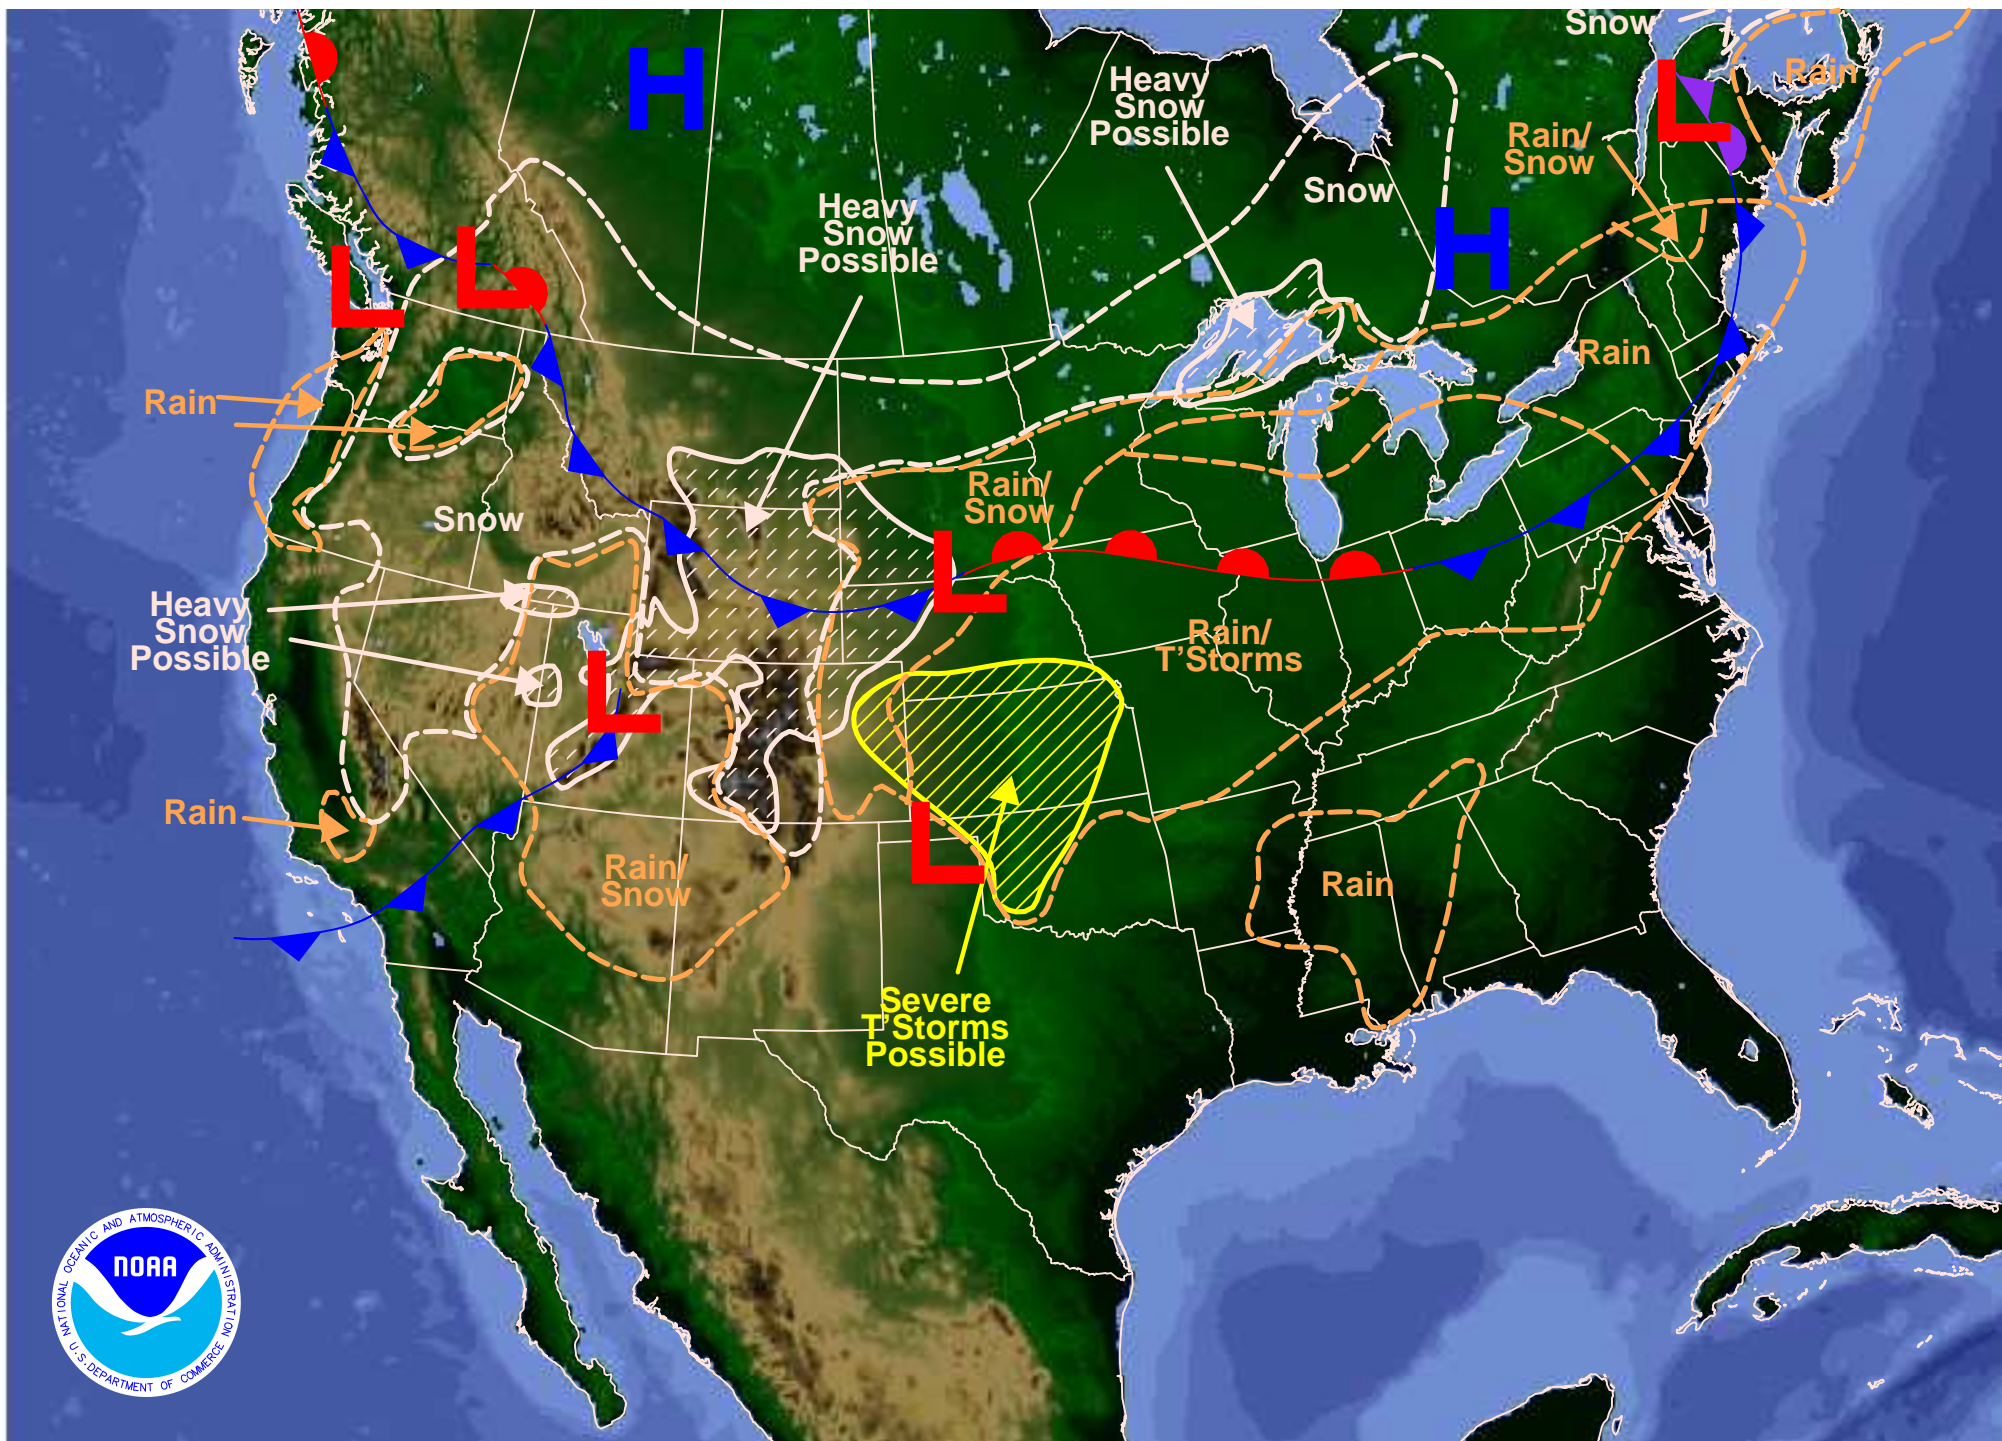 Snow
H
Heavy
Snow
Possible
L
Rain
Rain/
Snow
Snow
Heavy
Snow
Possible
H
L
L
Rain
Rain
Rain/
Snow
Snow
L
Heavy
Snow
Possible
Rain/
T'Storms
L
Rain
L
Rain/
Snow
Rain
Severe
T'Storms
Possible
NATIONAL OCEANIC AND ATMOSPHERIC ADMINISTRATION
NOAA
U.S. DEPARTMENT OF COMMERCE